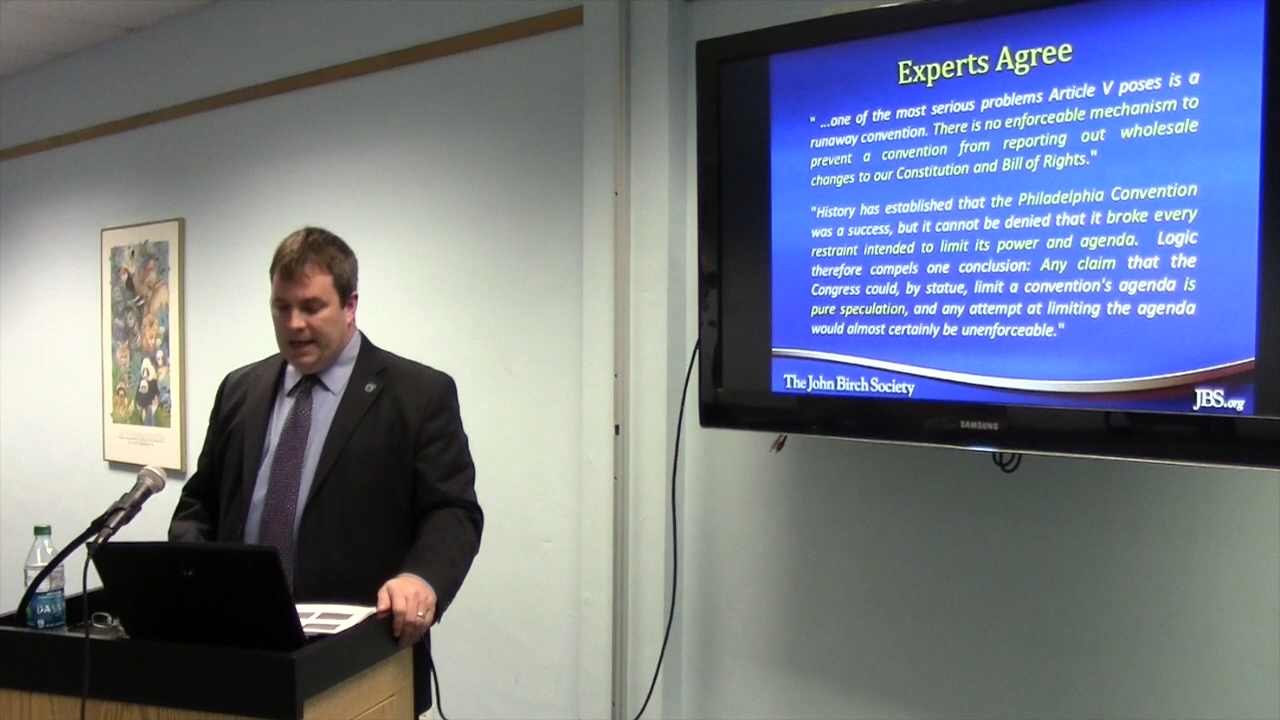 Experts Agree
" ...one of the most serious problems Article V poses is a
runaway convention. There is no enforceable mechanism to
prevent a convention from reporting out wholesale
changes to our Constitution and Bill of Rights."
"History has established that the Philadelphia Convention
was a success, but it cannot be denied that it broke every
restraint intended to limit its power and agenda. Logic
therefore compels one conclusion: Any claim that the
Congress could, by statue, limit a convention's agenda is
pure speculation, and any attempt at limiting the agenda
would almost certainly be unenforceable."
The John Birch Society
JBS.org
SAMSUNG